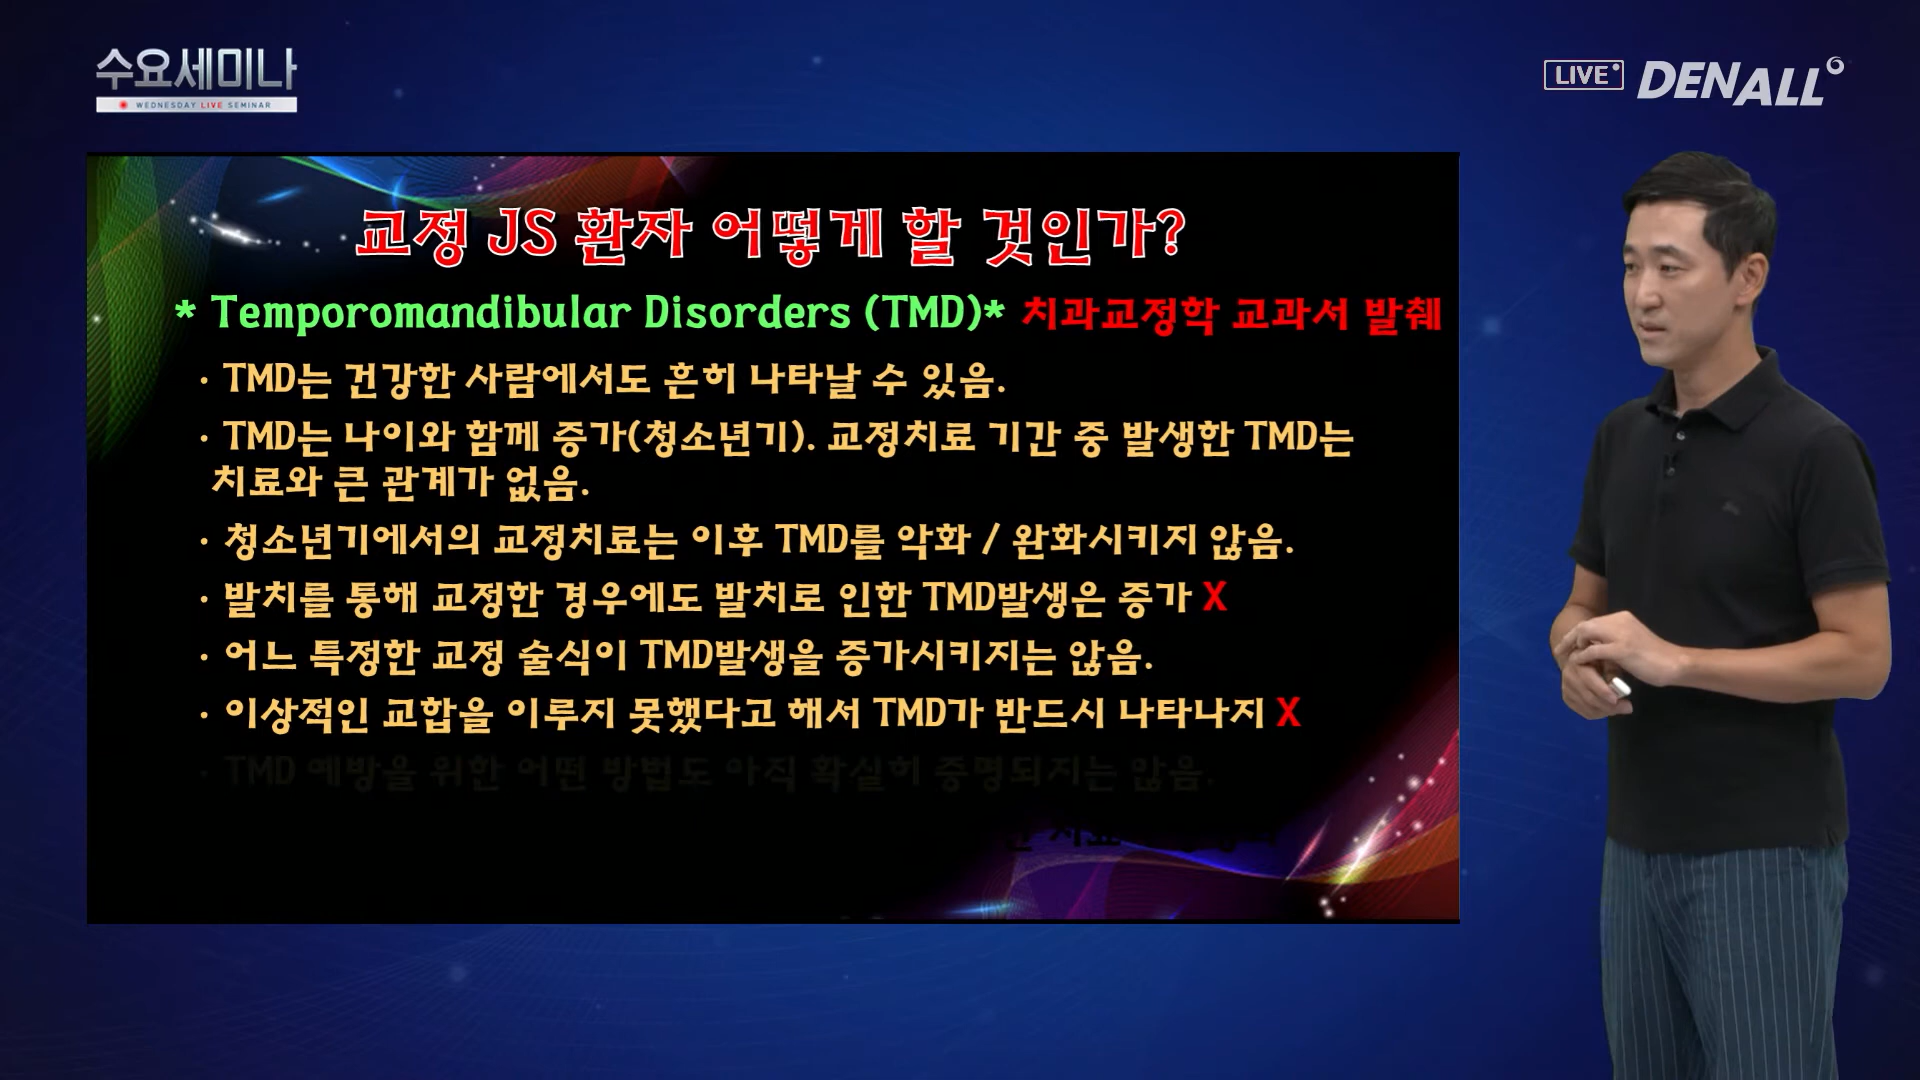 수요세미나
WEDNESDAY LIVE SEMINAR
LIVE
DENALL
교정 JS 환자 어떻게 할 것인가?
* Temporomandibular Disorders (TMD)* 치과교정학 교과서 발췌
· TMD는 건강한 사람에서도 흔히 나타날 수 있음.
· TMD는 나이와 함께 증가(청소년기). 교정치료 기간 중 발생한 TMD는
치료와 큰 관계가 없음.
· 청소년기에서의 교정치료는 이후 TMD를 악화 / 완화시키지 않음.
· 발치를 통해 교정한 경우에도 발치로 인한 TMD발생은 증가 X
· 어느 특정한 교정 술식이 TMD발생을 증가시키지는 않음.
· 이상적인 교합을 이루지 못했다고 해서 TMD가 반드시 나타나지 X
· TMD 예방을 위한 어떤 방법도 아직 확실히 증명되지는 않음.